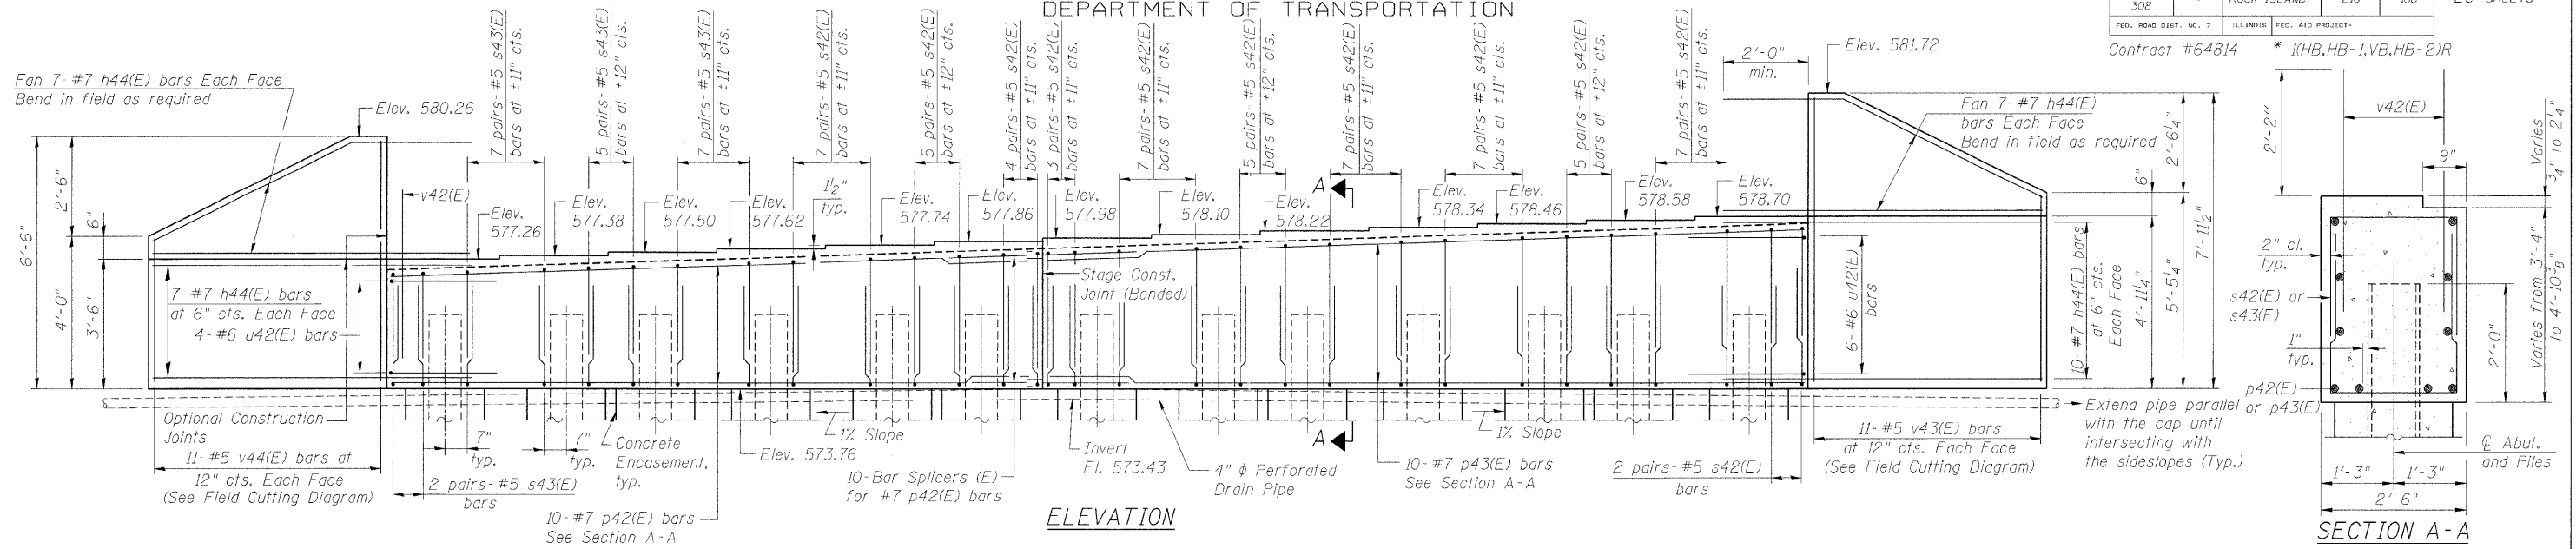 DEPARTMENT OF TRANSPORTATION
308
ROCK ISLAND
FED. ROAD DIST. NO. 7
ILLINOIS
FED. AID PROJECT-
Contract #64814
* 1(HB,HB-1,VB,HB-2)R
Fan 7- #7 h44(E) bars Each Face
Bend in field as required
Elev. 580.26
7 pairs- #5 s43(E)
bars at ±11" cts.
5 pairs- #5 s43(E)
bars at ±12" cts.
7 pairs- #5 s43(E)
bars at ±11" cts.
7 pairs- #5 s42(E)
bars at ±11" cts.
5 pairs- #5 s42(E)
bars at ±12" cts.
4 pairs- #5 s42(E)
bars at ±11" cts.
3 pairs- #5 s42(E)
bars at ±11" cts.
7 pairs- #5 s42(E)
bars at ±11" cts.
5 pairs- #5 s42(E)
bars at ±12" cts.
7 pairs- #5 s42(E)
bars at ±11" cts.
7 pairs- #5 s42(E)
bars at ±11" cts.
5 pairs- #5 s42(E)
bars at ±12" cts.
7 pairs- #5 s42(E)
bars at ±11" cts.
2'-0"
min.
Elev. 581.72
Fan 7- #7 h44(E)
bars Each Face
Bend in field as required
6'-6"
2'-6"
6"
4'-0"
3'-6"
v42(E)
Elev.
577.26
Elev.
577.38
Elev.
577.50
Elev.
577.62
1½"
typ.
Elev.
577.74
Elev.
577.86
Elev.
577.98
Elev.
578.10
Elev.
578.22
A
Elev.
578.34
Elev.
578.46
Elev.
578.58
Elev.
578.70
2'-6¼"
6"
7'-11½"
5'-5¼"
4'-11¼"
10- #7 h44(E) bars
at 6" cts.
Each Face
6- #6 u42(E)
bars
7- #7 h44(E) bars
at 6" cts. Each Face
4- #6 u42(E) bars
Stage Const.
Joint (Bonded)
Optional Construction
Joints
11- #5 v44(E) bars at
12" cts. Each Face
(See Field Cutting Diagram)
7"
typ.
7"
typ.
2 pairs- #5 s43(E)
bars
Concrete
Encasement,
typ.
10- #7 p42(E) bars
See Section A-A
Elev. 573.76
1% Slope
10-Bar Splicers (E)
for #7 p42(E) bars
Invert
El. 573.43
4" ϕ Perforated
Drain Pipe
A
10- #7 p43(E) bars
See Section A-A
1% Slope
2 pairs- #5 s42(E)
bars
11- #5 v43(E) bars
at 12" cts. Each Face
(See Field Cutting Diagram)
Extend pipe parallel
with the cap until
intersecting with
the sideslopes (Typ.)
ELEVATION
v42(E)
2'-2"
9"
Varies
¾" to 2¼"
2" cl.
typ.
s42(E) or
s43(E)
1"
typ.
p42(E)
or p43(E)
2'-0"
Varies from 3'-4"
to 4'-10⅜"
℄ Abut.
and Piles
1'-3"
1'-3"
2'-6"
SECTION A-A